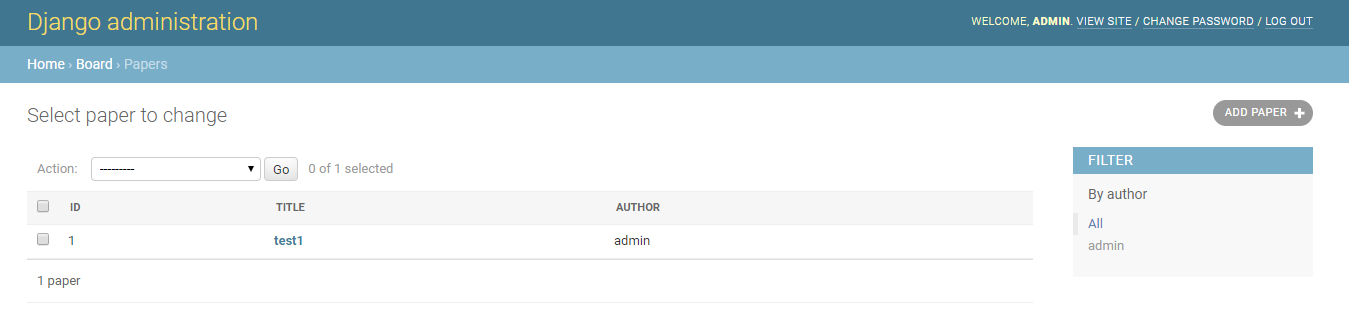 Django administration
WELCOME, ADMIN. VIEW SITE / CHANGE PASSWORD / LOG OUT
Home › Board › Papers
Select paper to change
ADD PAPER +
Action: --------- Go 0 of 1 selected
ID TITLE AUTHOR
1 test1 admin
1 paper
FILTER
By author
All
admin